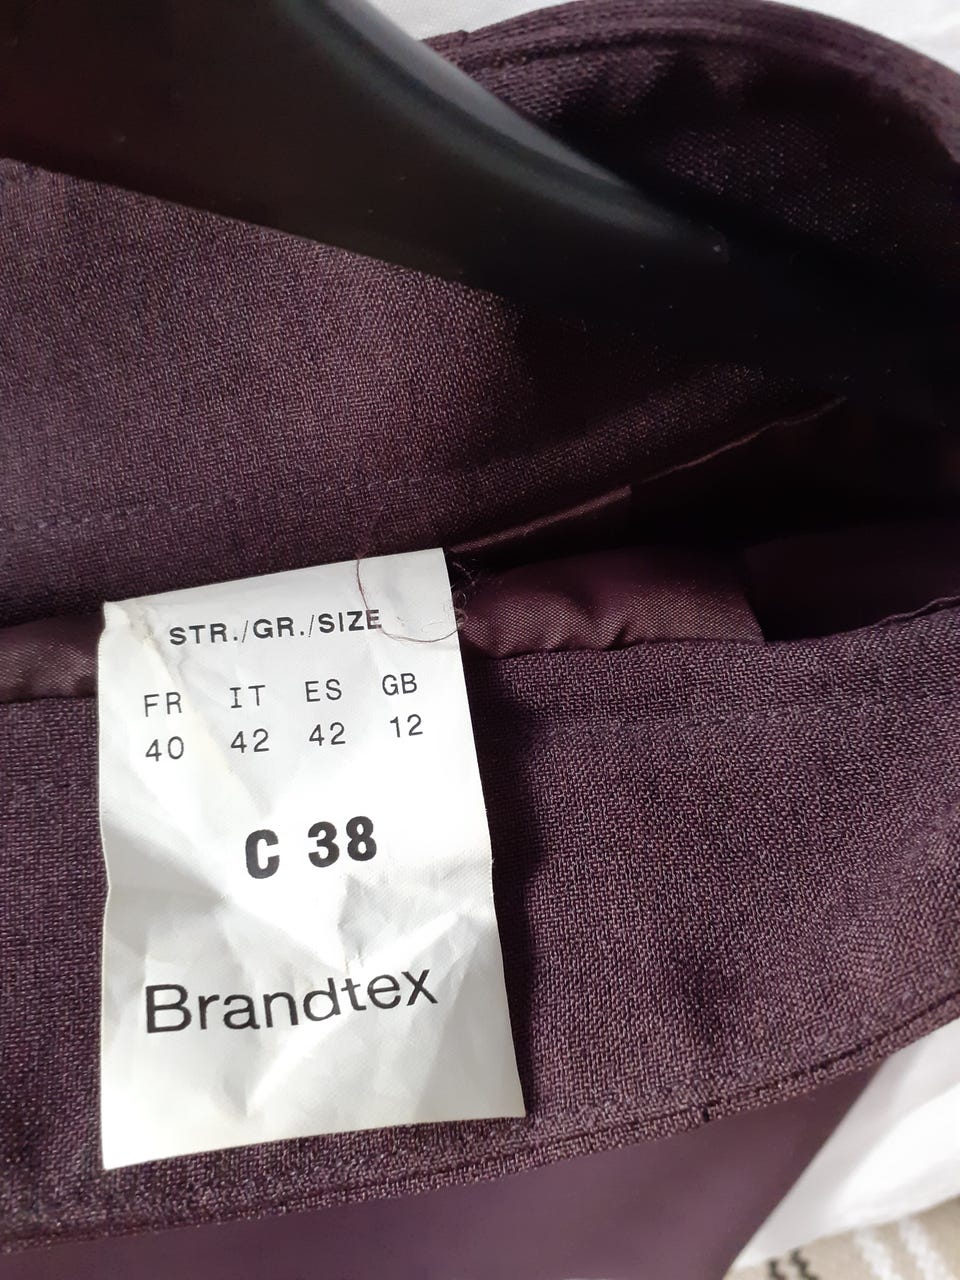 STR./GR./SIZE
FR IT ES GB
40 42 42 12
C 38
Brandtex